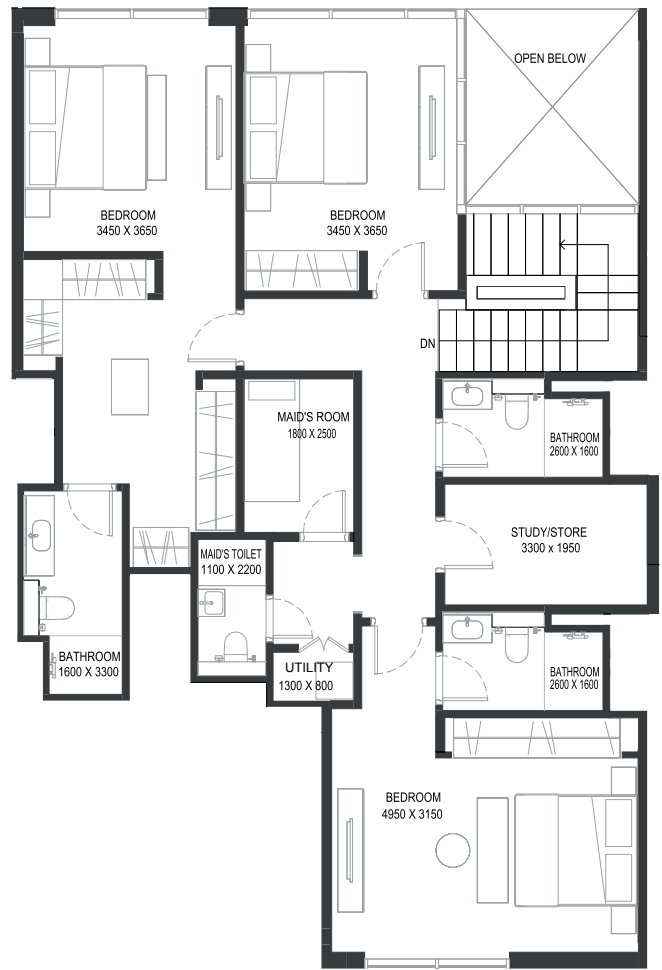 OPEN BELOW
BEDROOM
3450 X 3650
BEDROOM
3450 X 3650
DN
MAID'S ROOM
1800 X 2500
BATHROOM
2600 X 1600
STUDY/STORE
3300 x 1950
MAID'S TOILET
1100 X 2200
BATHROOM
1600 X 3300
UTILITY
1300 X 800
BATHROOM
2600 X 1600
BEDROOM
4950 X 3150